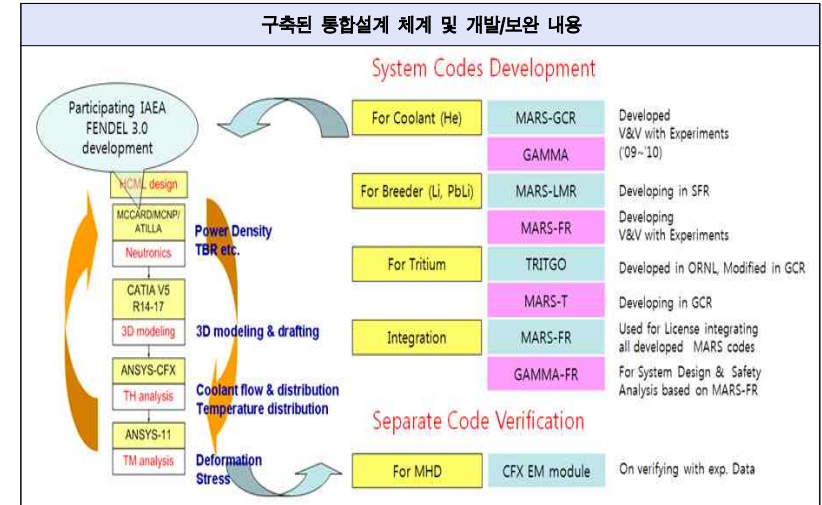 구축된 통합설계 체계 및 개발/보완 내용
System Codes Development
Participating IAEA
FENDEL 3.0
development
HCML design
MCCARD/MCNP/
ATILLA
Neutronics
Power Density
TBR etc.
CATIA V5
R14-17
3D modeling
3D modeling & drafting
ANSYS-CFX
TH analysis
Coolant flow & distribution
Temperature distribution
ANSYS-11
TM analysis
Deformation
Stress
For Coolant (He)
MARS-GCR
GAMMA
Developed
V&V with Experiments
('09~'10)
For Breeder (Li, PbLi)
MARS-LMR
Developing in SFR
MARS-FR
Developing
V&V with Experiments
For Tritium
TRITGO
Developed in ORNL, Modified in GCR
MARS-T
Developing in GCR
Integration
MARS-FR
Used for License integrating
all developed MARS codes
GAMMA-FR
For System Design & Safety
Analysis based on MARS-FR
Separate Code Verification
For MHD
CFX EM module
On verifying with exp. Data